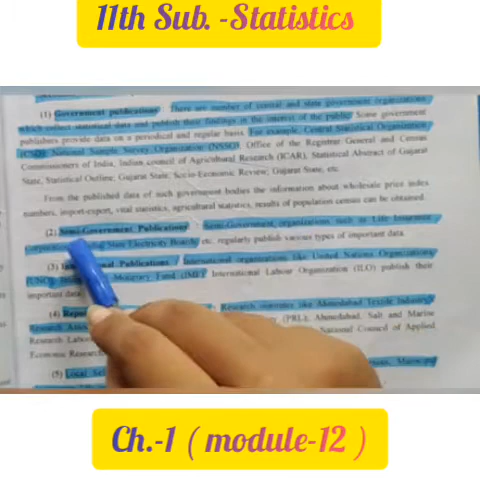 11th Sub. -Statistics
(1) Government publications : There are number of central and state government organizations
which collect statistical data and publish their findings in the interest of the public. Some government
publishers provide data on a periodical and regular basis. For example, Central Statistical Organization
(CSO), National Sample Survey Organization (NSSO), Office of the Registrar General and Census
Commissioners of India, Indian council of Agricultural Research (ICAR), Statistical Abstract of Gujarat
State, Statistical Outline, Gujarat State, Socio-Economic Review, Gujarat State, etc.
From the published data of such government bodies the information about wholesale price index
numbers, import-export, vital statistics, agricultural statistics, results of population census can be obtained.
(2) Semi-Government Publications : Semi-Government, organizations such as Life Insurance
State Electricity Boards etc. regularly publish various types of important data.
(3) Publications : International organizations like United Nations Organizations
(UNO), Monetary Fund (IMF) International Labour Organization (ILO) publish their
important data.
(4) Research institutes like Ahmedabad Textile Industry's
Research (PRL), Ahmedabad, Salt and Marine
Research National Council of Applied
Economic Research
(5) Local
Ch.-1 ( module-12 )